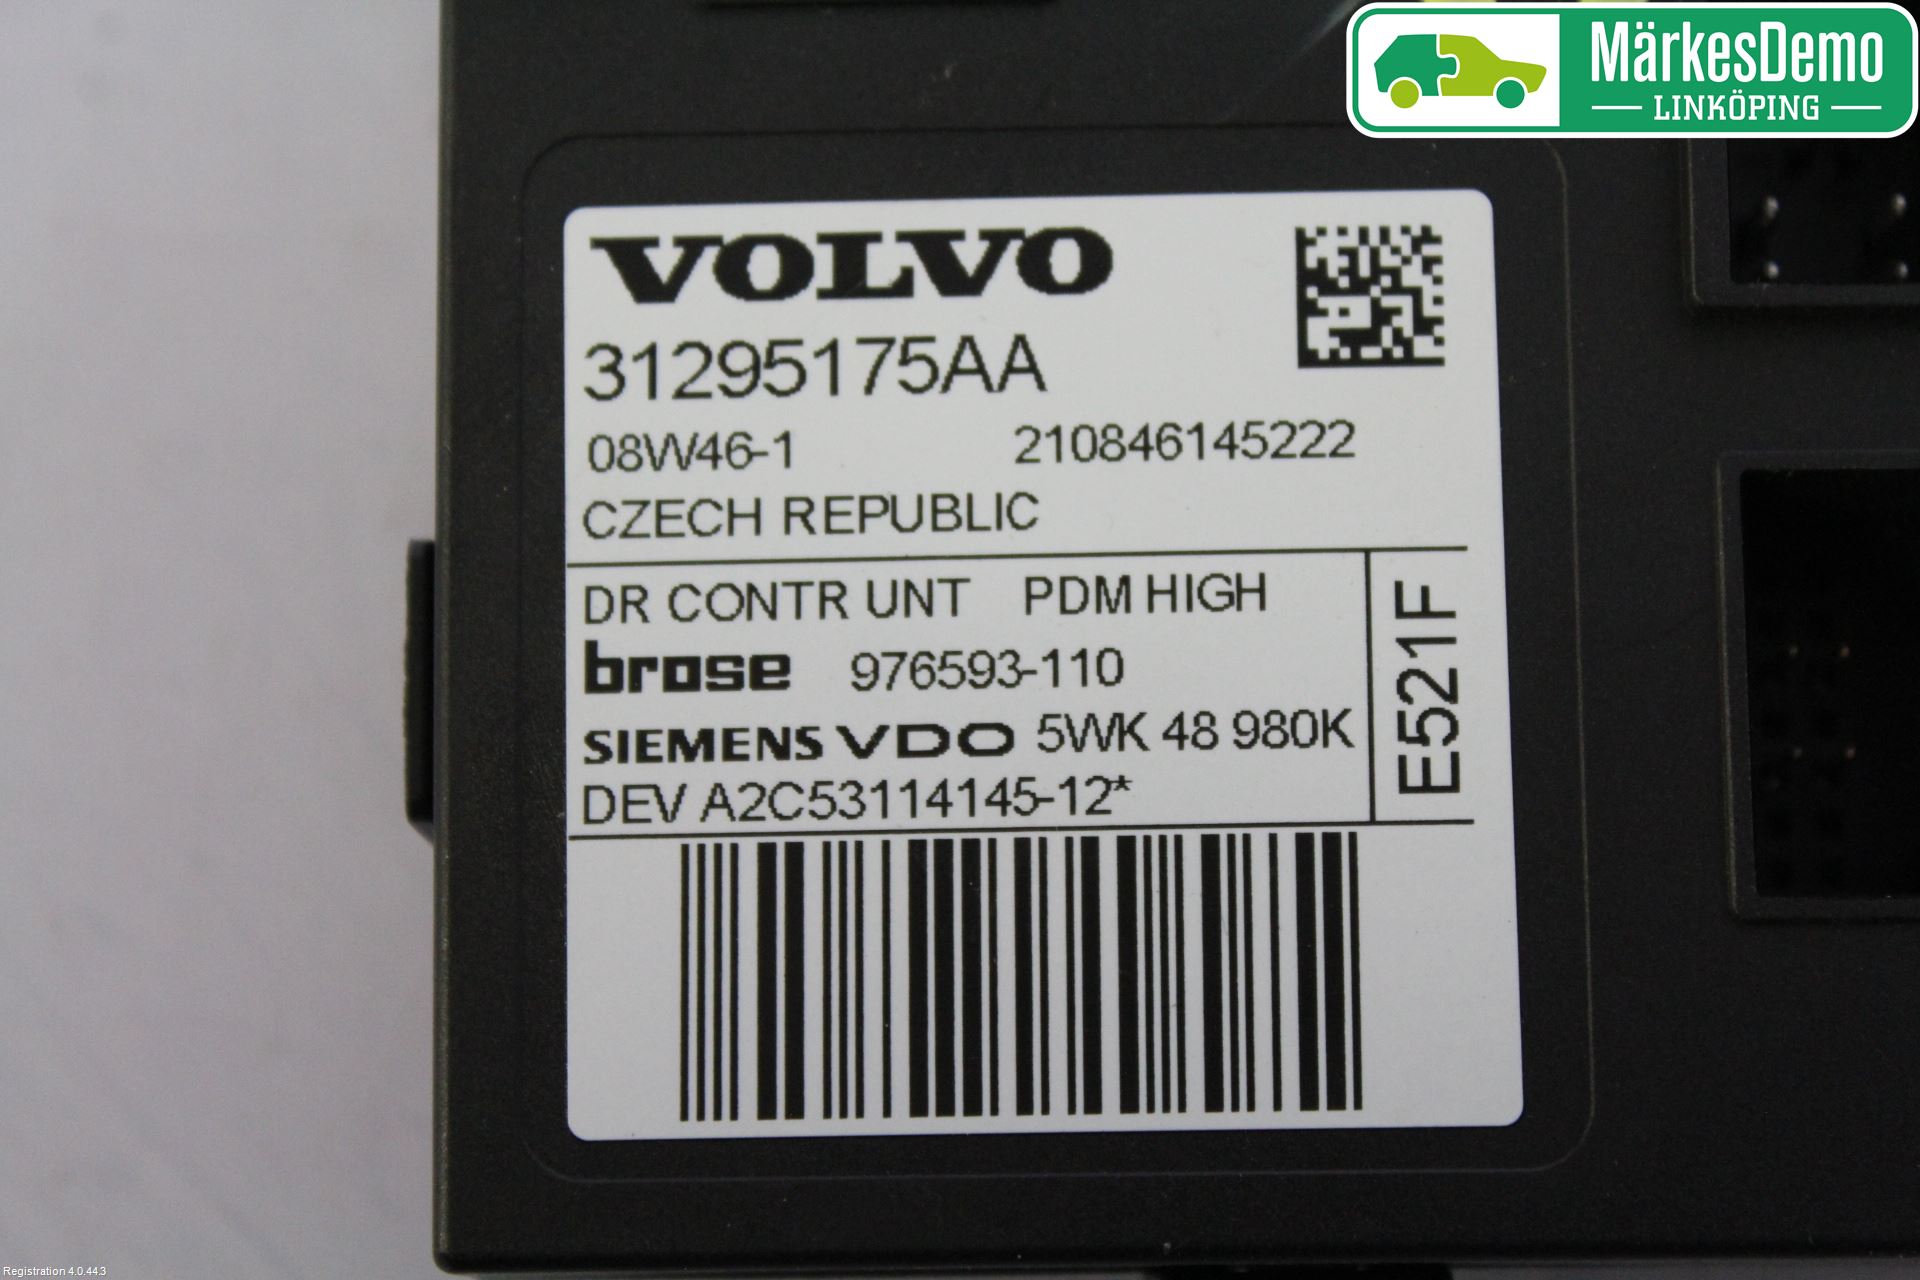 MärkesDemo
LINKÖPING
VOLVO
31295175AA
08W46-1 210846145222
CZECH REPUBLIC
DR CONTR UNT PDM HIGH
brose 976593-110
SIEMENS VDO 5WK 48 980K
DEV A2C53114145-12*
E521F
Registration 4.0.44.3